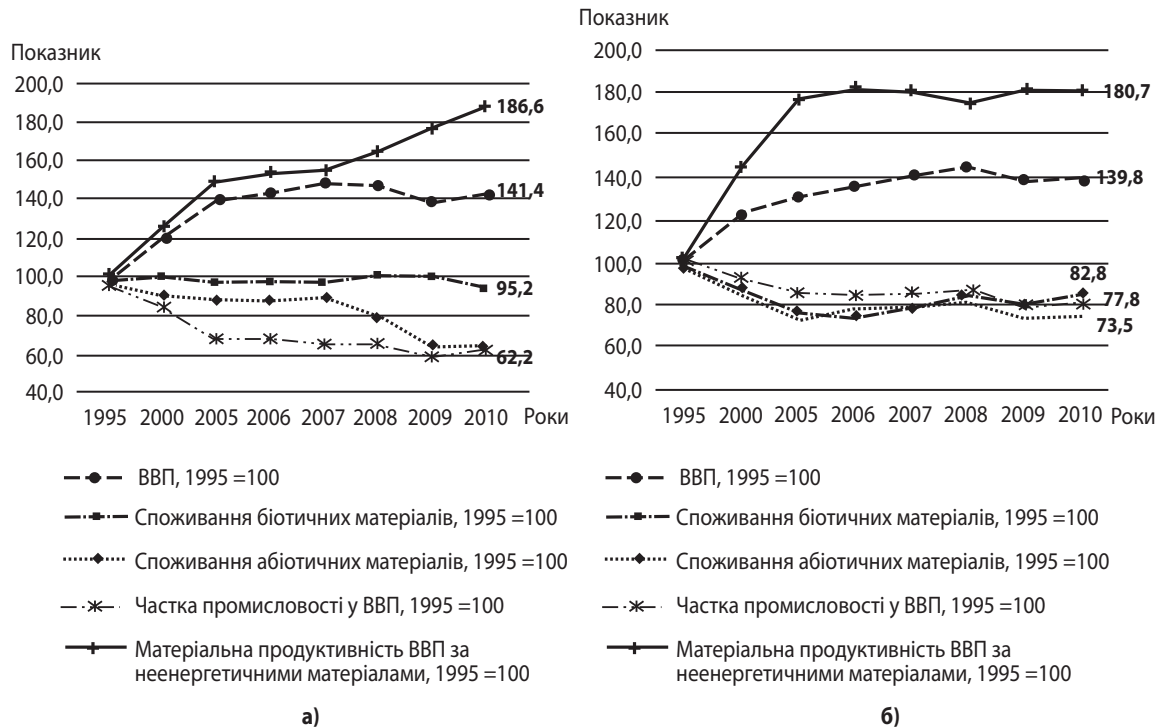 Показник
200,0
180,0
160,0
140,0
120,0
100,0
80,0
60,0
40,0
186,6
141,4
95,2
62,2
1995 2000 2005 2006 2007 2008 2009 2010 Роки
ВВП, 1995 =100
Споживання біотичних матеріалів, 1995 =100
Споживання абіотичних матеріалів, 1995 =100
Частка промисловості у ВВП, 1995 =100
Матеріальна продуктивність ВВП за
неенергетичними матеріалами, 1995 =100
а)
Показник
200,0
180,0
160,0
140,0
120,0
100,0
80,0
60,0
40,0
180,7
139,8
82,8
77,8
73,5
1995 2000 2005 2006 2007 2008 2009 2010 Роки
ВВП, 1995 =100
Споживання біотичних матеріалів, 1995 =100
Споживання абіотичних матеріалів, 1995 =100
Частка промисловості у ВВП, 1995 =100
Матеріальна продуктивність ВВП за
неенергетичними матеріалами, 1995 =100
б)